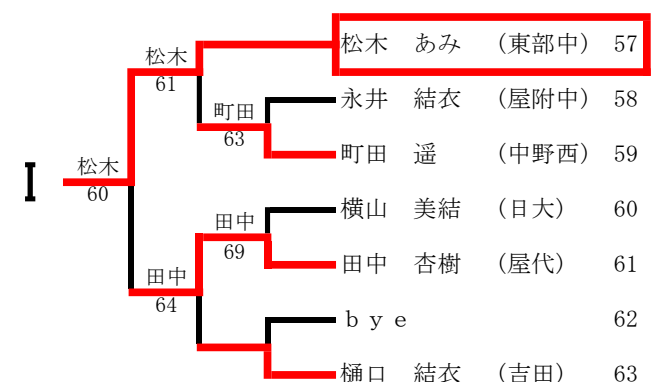 松木 あみ （東部中） 57
松木
61
永井 結衣 （屋附中） 58
町田
63
町田 遥 （中野西） 59
松木
60
I
横山 美結 （日大） 60
田中
69
田中 杏樹 （屋代） 61
田中
64
ｂｙｅ 62
樋口 結衣 （吉田） 63